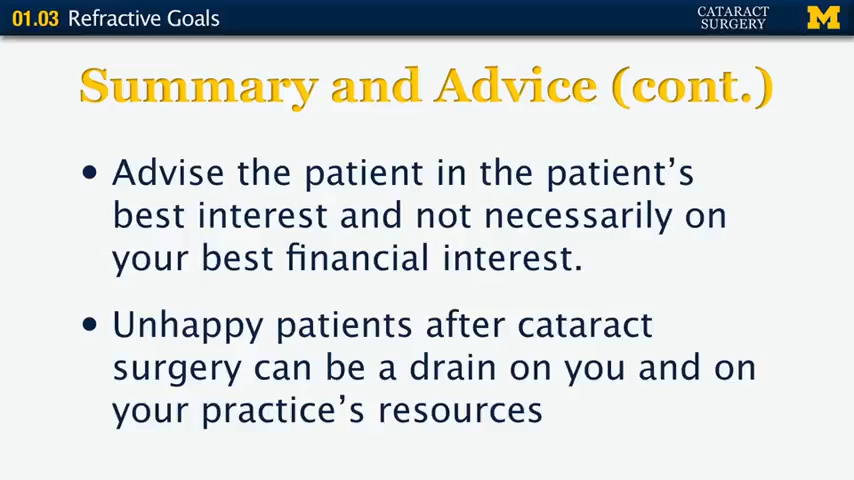 01.03 Refractive Goals
CATARACT
SURGERY
M
Summary and Advice (cont.)
• Advise the patient in the patient’s
best interest and not necessarily on
your best financial interest.
• Unhappy patients after cataract
surgery can be a drain on you and on
your practice’s resources